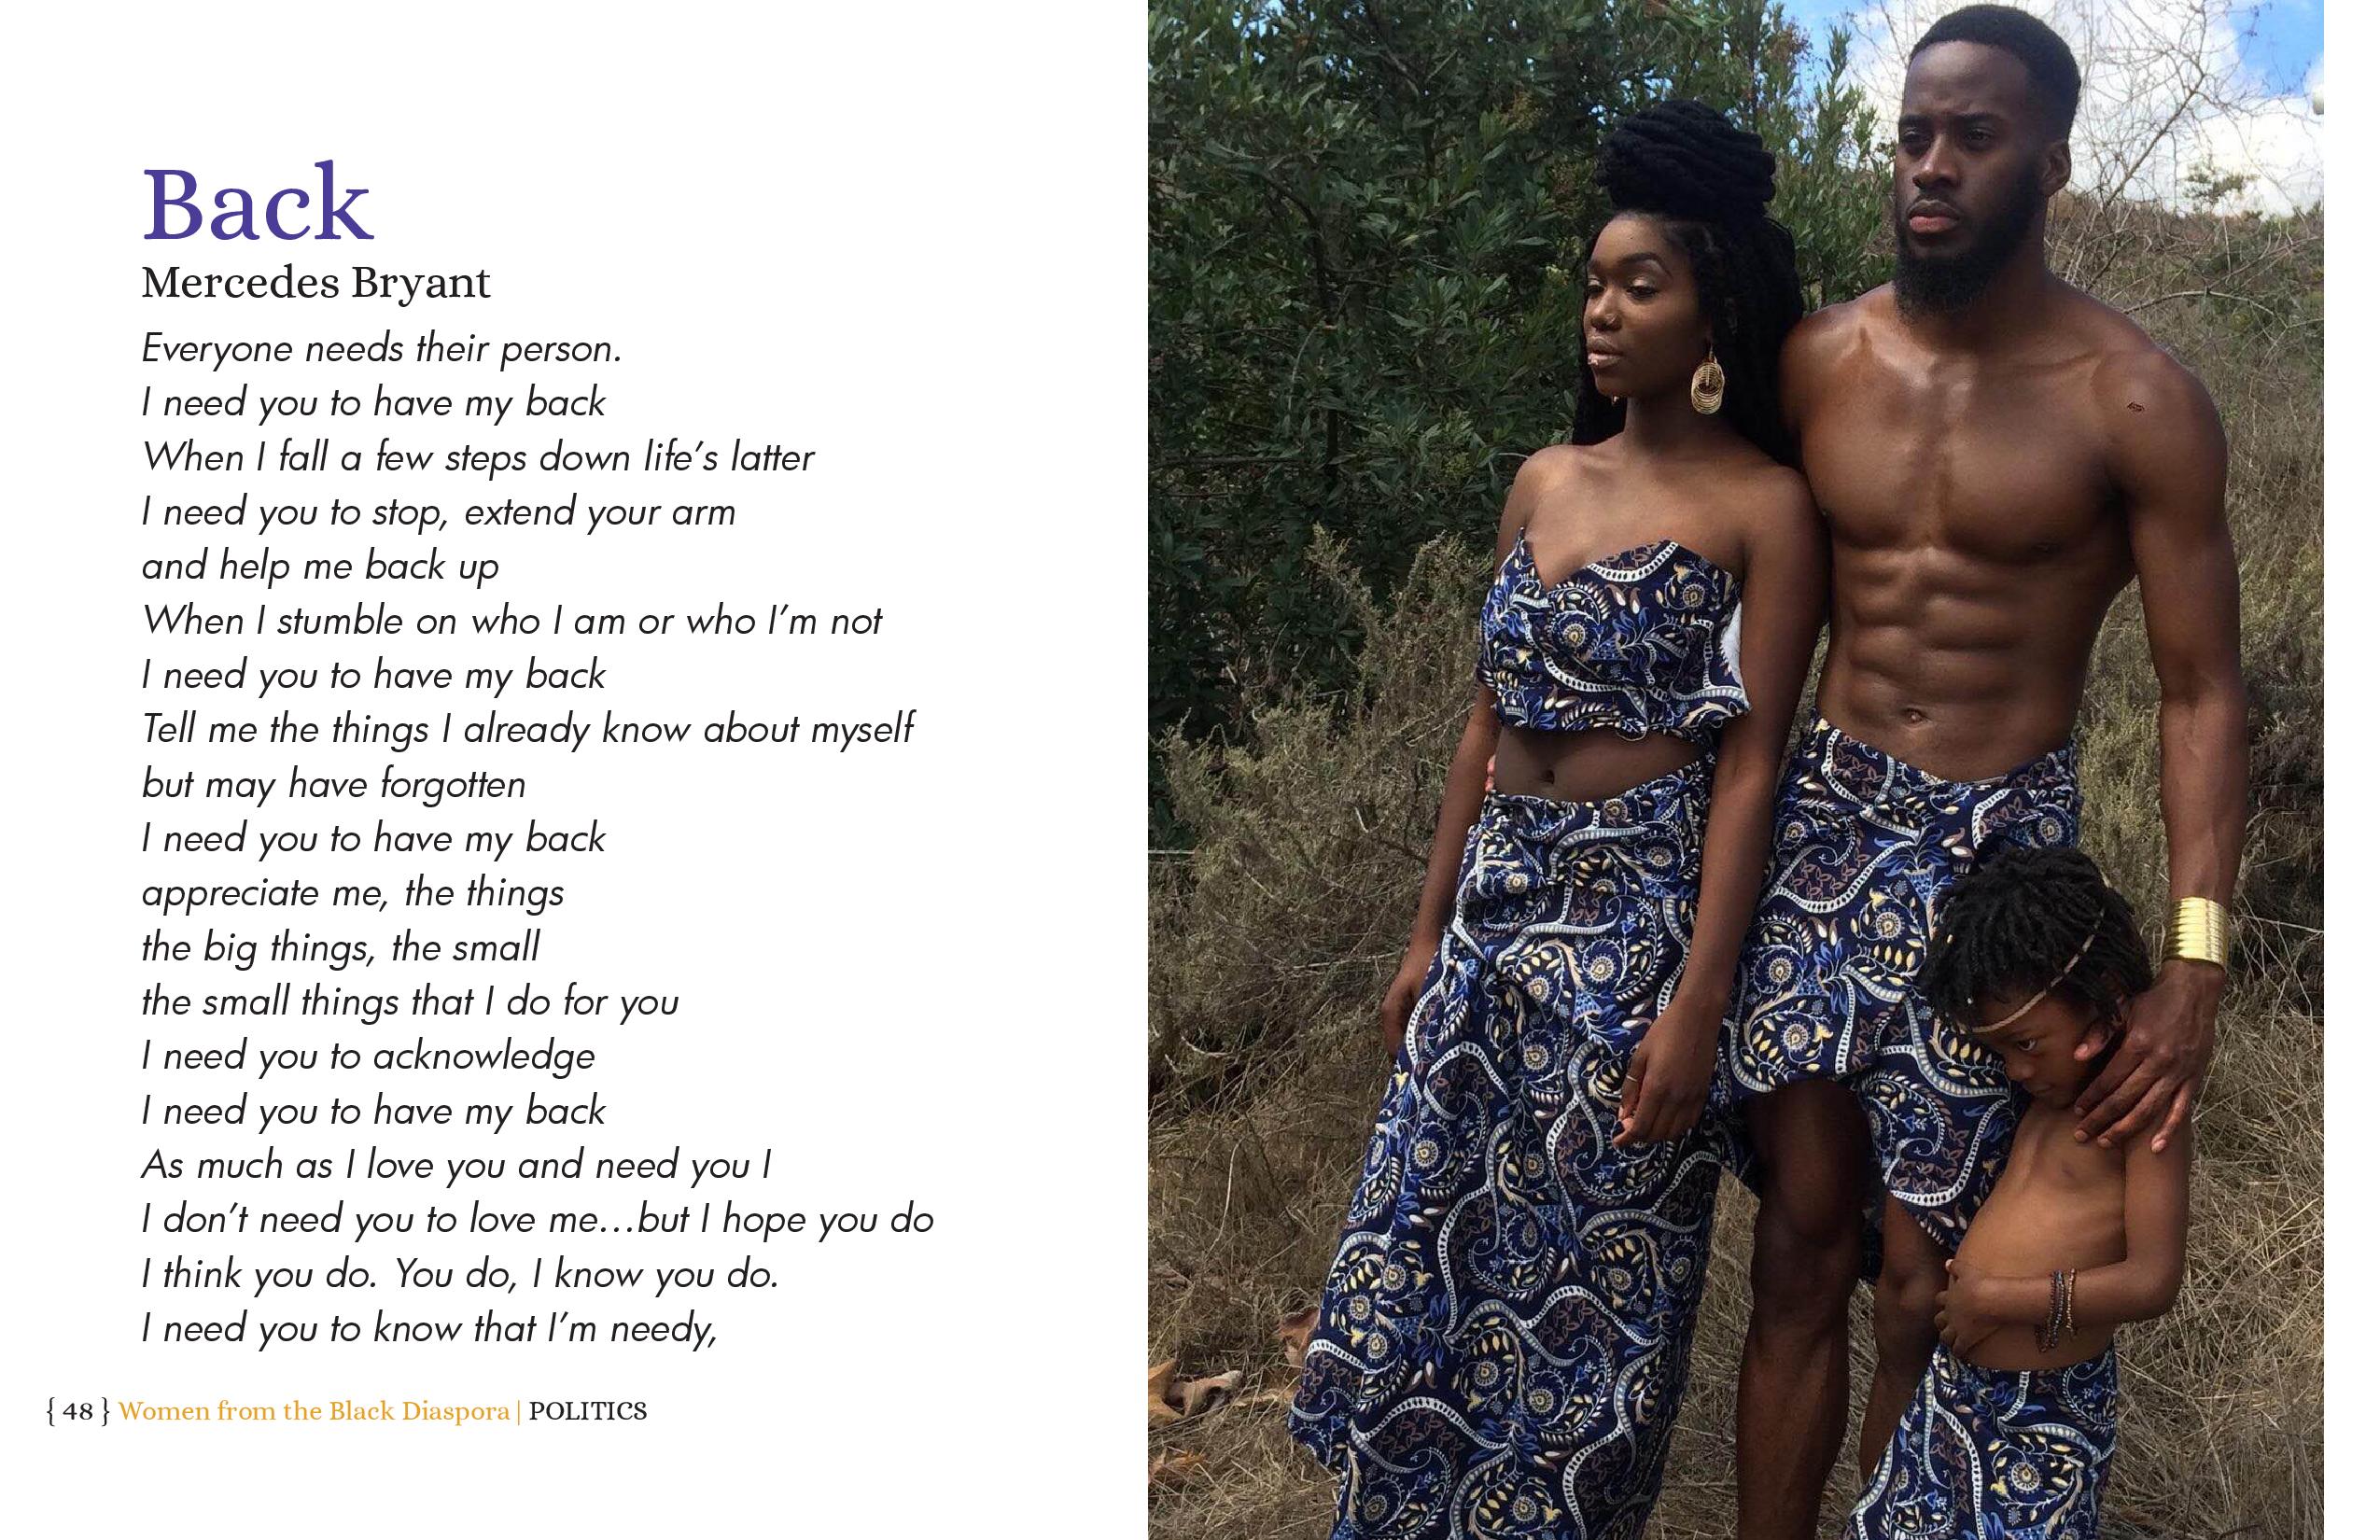 Back
Mercedes Bryant
Everyone needs their person.
I need you to have my back
When I fall a few steps down life’s latter
I need you to stop, extend your arm
and help me back up
When I stumble on who I am or who I’m not
I need you to have my back
Tell me the things I already know about myself
but may have forgotten
I need you to have my back
appreciate me, the things
the big things, the small
the small things that I do for you
I need you to acknowledge
I need you to have my back
As much as I love you and need you I
I don’t need you to love me...but I hope you do
I think you do. You do, I know you do.
I need you to know that I’m needy,
{ 48 } Women from the Black Diaspora | POLITICS